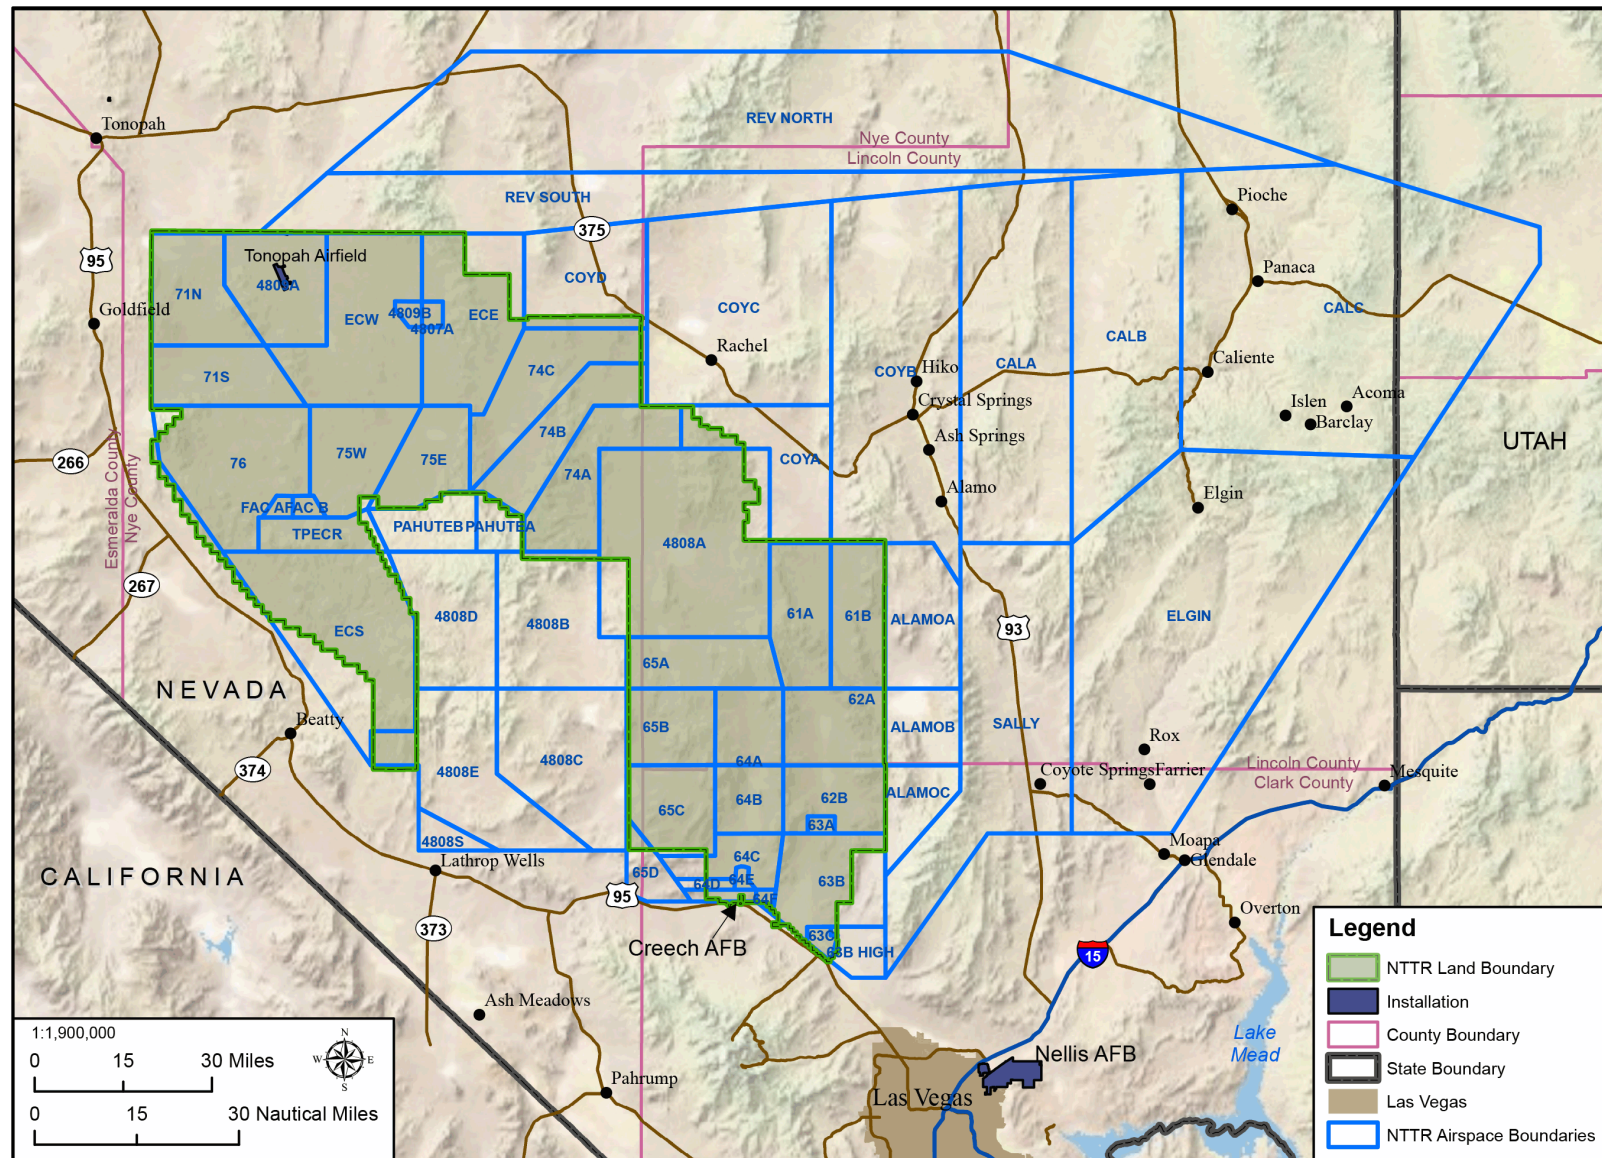 REV NORTH
Nye County
Lincoln County
Tonopah
REV SOUTH
375
Pioche
95
Tonopah Airfield
Panaca
COYD
71N
Goldfield
4809B
4807A
ECW
ECE
COYC
CALC
CALB
Rachel
CALA
Caliente
71S
74C
COYB
Hiko
Crystal Springs
Islen
Acoma
Barclay
74B
Ash Springs
UTAH
266
76
75W
75E
74A
COYA
Alamo
Elgin
Esmeralda County
Nye County
FAC A
FAC B
TPECR
PAHUTEB
PAHUTEA
4808A
267
ECS
4808D
4808B
61A
61B
ALAMOA
93
ELGIN
65A
NEVADA
62A
Beatty
65B
ALAMOB
SALLY
Rox
374
4808E
4808C
64A
Coyote Springs
Farrier
Lincoln County
Clark County
Mesquite
65C
64B
62B
ALAMOC
63A
4808S
Moapa
Glendale
Lathrop Wells
64C
CALIFORNIA
65D
64D
64E
63B
95
64F
Overton
373
Creech AFB
63C
63B HIGH
15
Ash Meadows
Lake
Mead
Nellis AFB
Pahrump
Las Vegas
1:1,900,000
0 15 30 Miles
0 15 30 Nautical Miles
N
W E
S
Legend
NTTR Land Boundary
Installation
County Boundary
State Boundary
Las Vegas
NTTR Airspace Boundaries